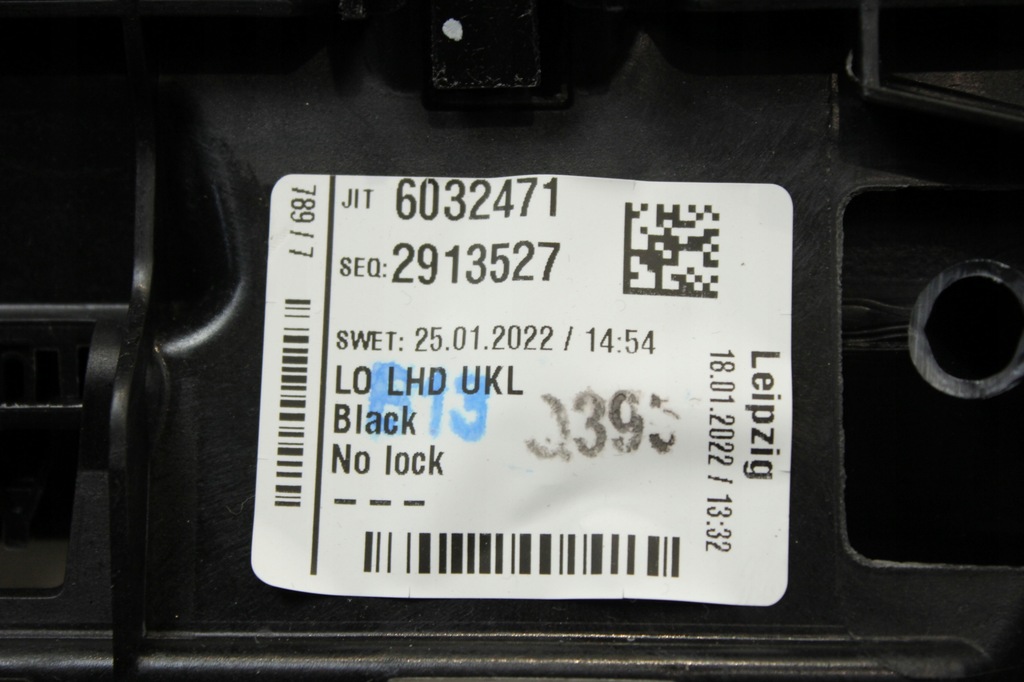 789 / 7
JIT 6032471
SEQ: 2913527
SWET: 25.01.2022 / 14:54
LO LHD UKL
Black
No lock
- - -
Leipzig
18.01.2022 / 13:32